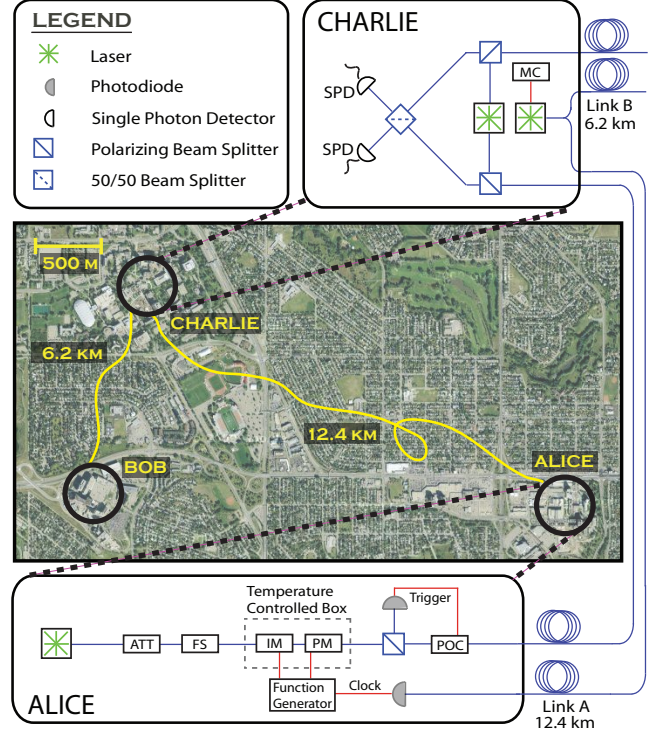 LEGEND
Laser
Photodiode
Single Photon Detector
Polarizing Beam Splitter
50/50 Beam Splitter
CHARLIE
SPD
SPD
MC
Link B
6.2 km
500 M
CHARLIE
6.2 KM
12.4 KM
BOB
ALICE
Temperature
Controlled Box
Trigger
ATT
FS
IM
PM
POC
Function
Generator
Clock
ALICE
Link A
12.4 km